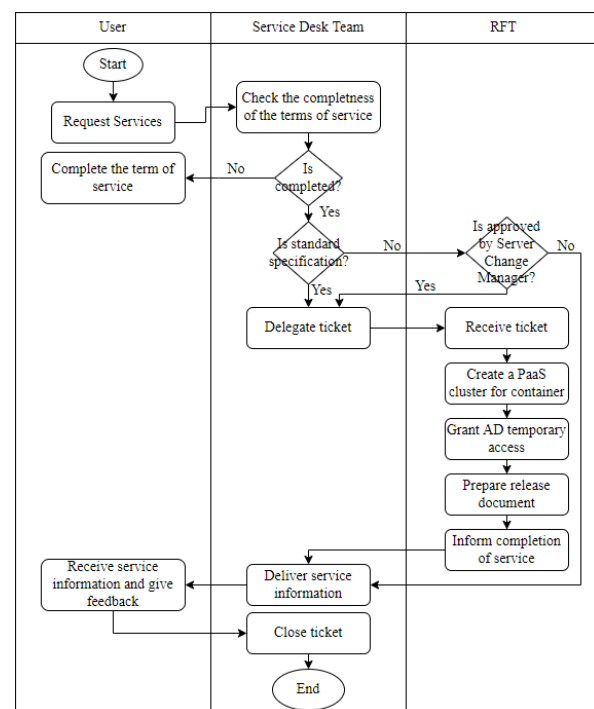 User
Service Desk Team
RFT
Start
Request Services
Check the completness
of the terms of service
Complete the term of
service
No
Is
completed?
Yes
Is standard
specification?
No
Is approved
by Server
Change
Manager?
No
Yes
Yes
Delegate ticket
Receive ticket
Create a PaaS
cluster for container
Grant AD temporary
access
Prepare release
document
Inform completion
of service
Receive service
information and give
feedback
Deliver service
information
Close ticket
End